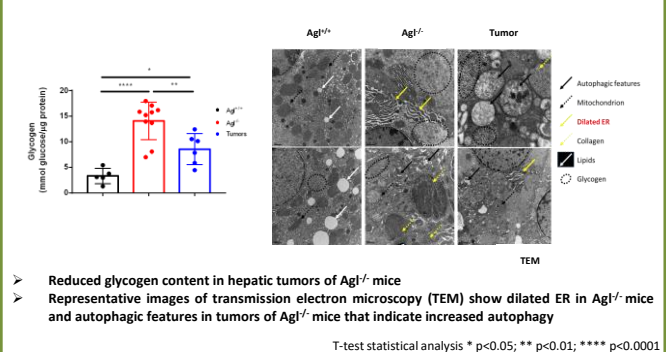 Agl+/+
Agl-/-
Tumor
*
****
**
20
15
10
5
0
Glycogen
(mmol glucose/µg protein)
Agl+/+
Agl-/-
Tumors
Autophagic features
Mitochondrion
Dilated ER
Collagen
Lipids
Glycogen
TEM
➢ Reduced glycogen content in hepatic tumors of Agl-/- mice
➢ Representative images of transmission electron microscopy (TEM) show dilated ER in Agl-/- mice
and autophagic features in tumors of Agl-/- mice that indicate increased autophagy
T-test statistical analysis * p<0.05; ** p<0.01; **** p<0.0001